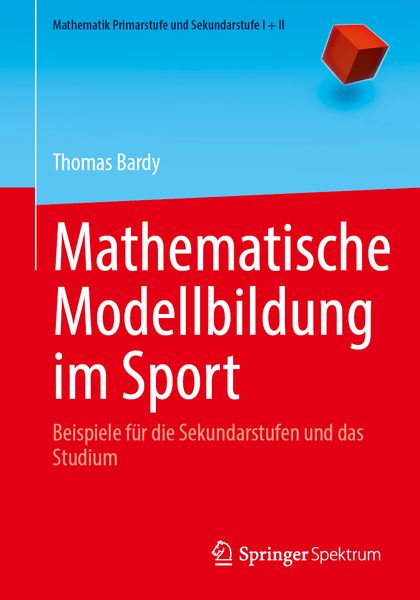 Mathematik Primarstufe und Sekundarstufe I + II
Thomas Bardy
Mathematische
Modellbildung
im Sport
Beispiele für die Sekundarstufen und das
Studium
Springer Spektrum